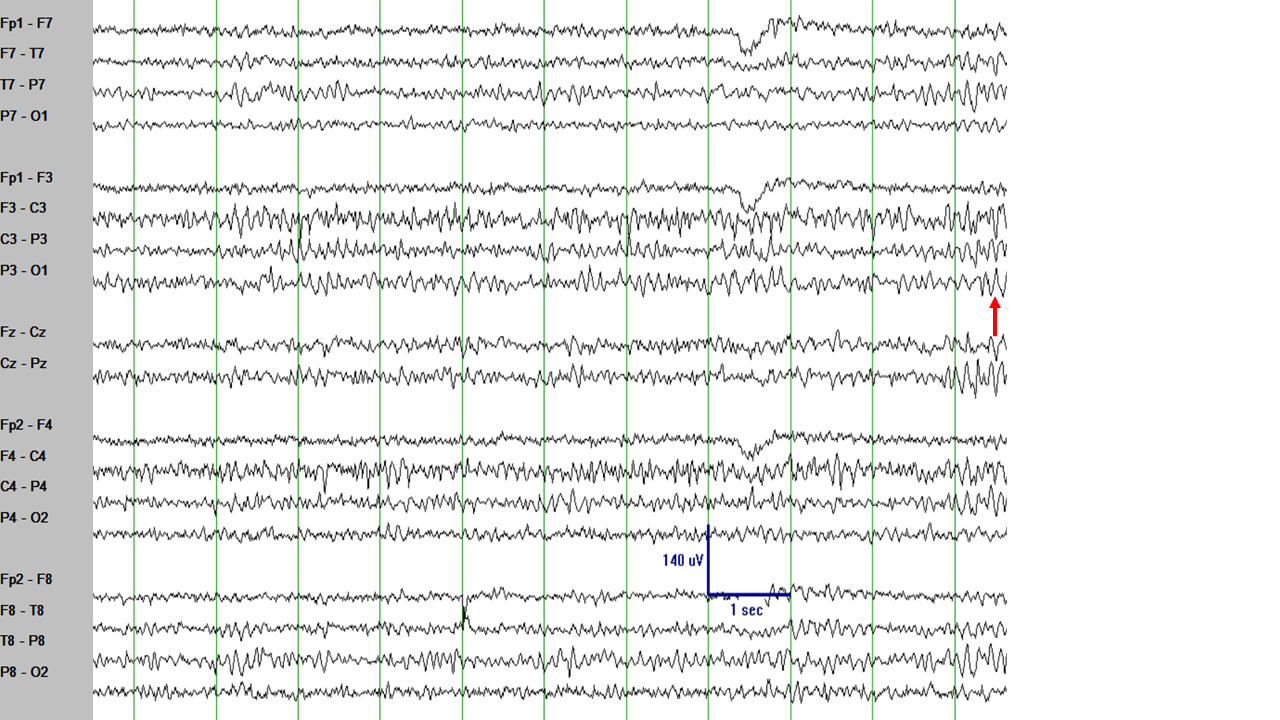 Fp1 - F7
F7 - T7
T7 - P7
P7 - O1
Fp1 - F3
F3 - C3
C3 - P3
P3 - O1
Fz - Cz
Cz - Pz
Fp2 - F4
F4 - C4
C4 - P4
P4 - O2
140 uV
Fp2 - F8
1 sec
F8 - T8
T8 - P8
P8 - O2